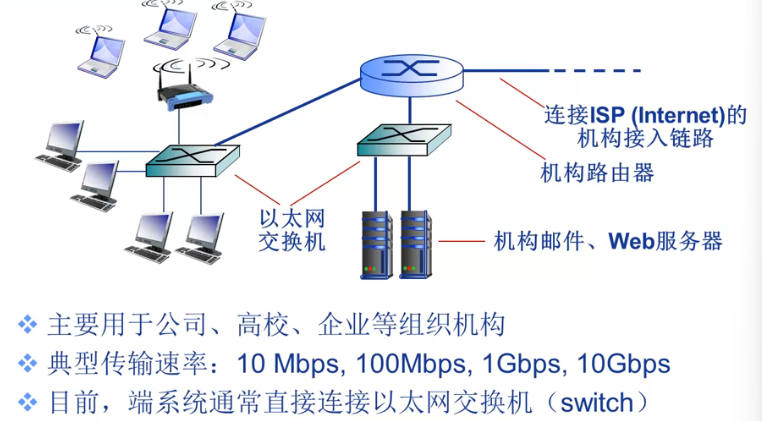 连接ISP (Internet)的
机构接入链路
机构路由器
以太网
交换机
机构邮件、Web服务器
❖ 主要用于公司、高校、企业等组织机构
❖ 典型传输速率：10 Mbps, 100Mbps, 1Gbps, 10Gbps
❖ 目前，端系统通常直接连接以太网交换机（switch）